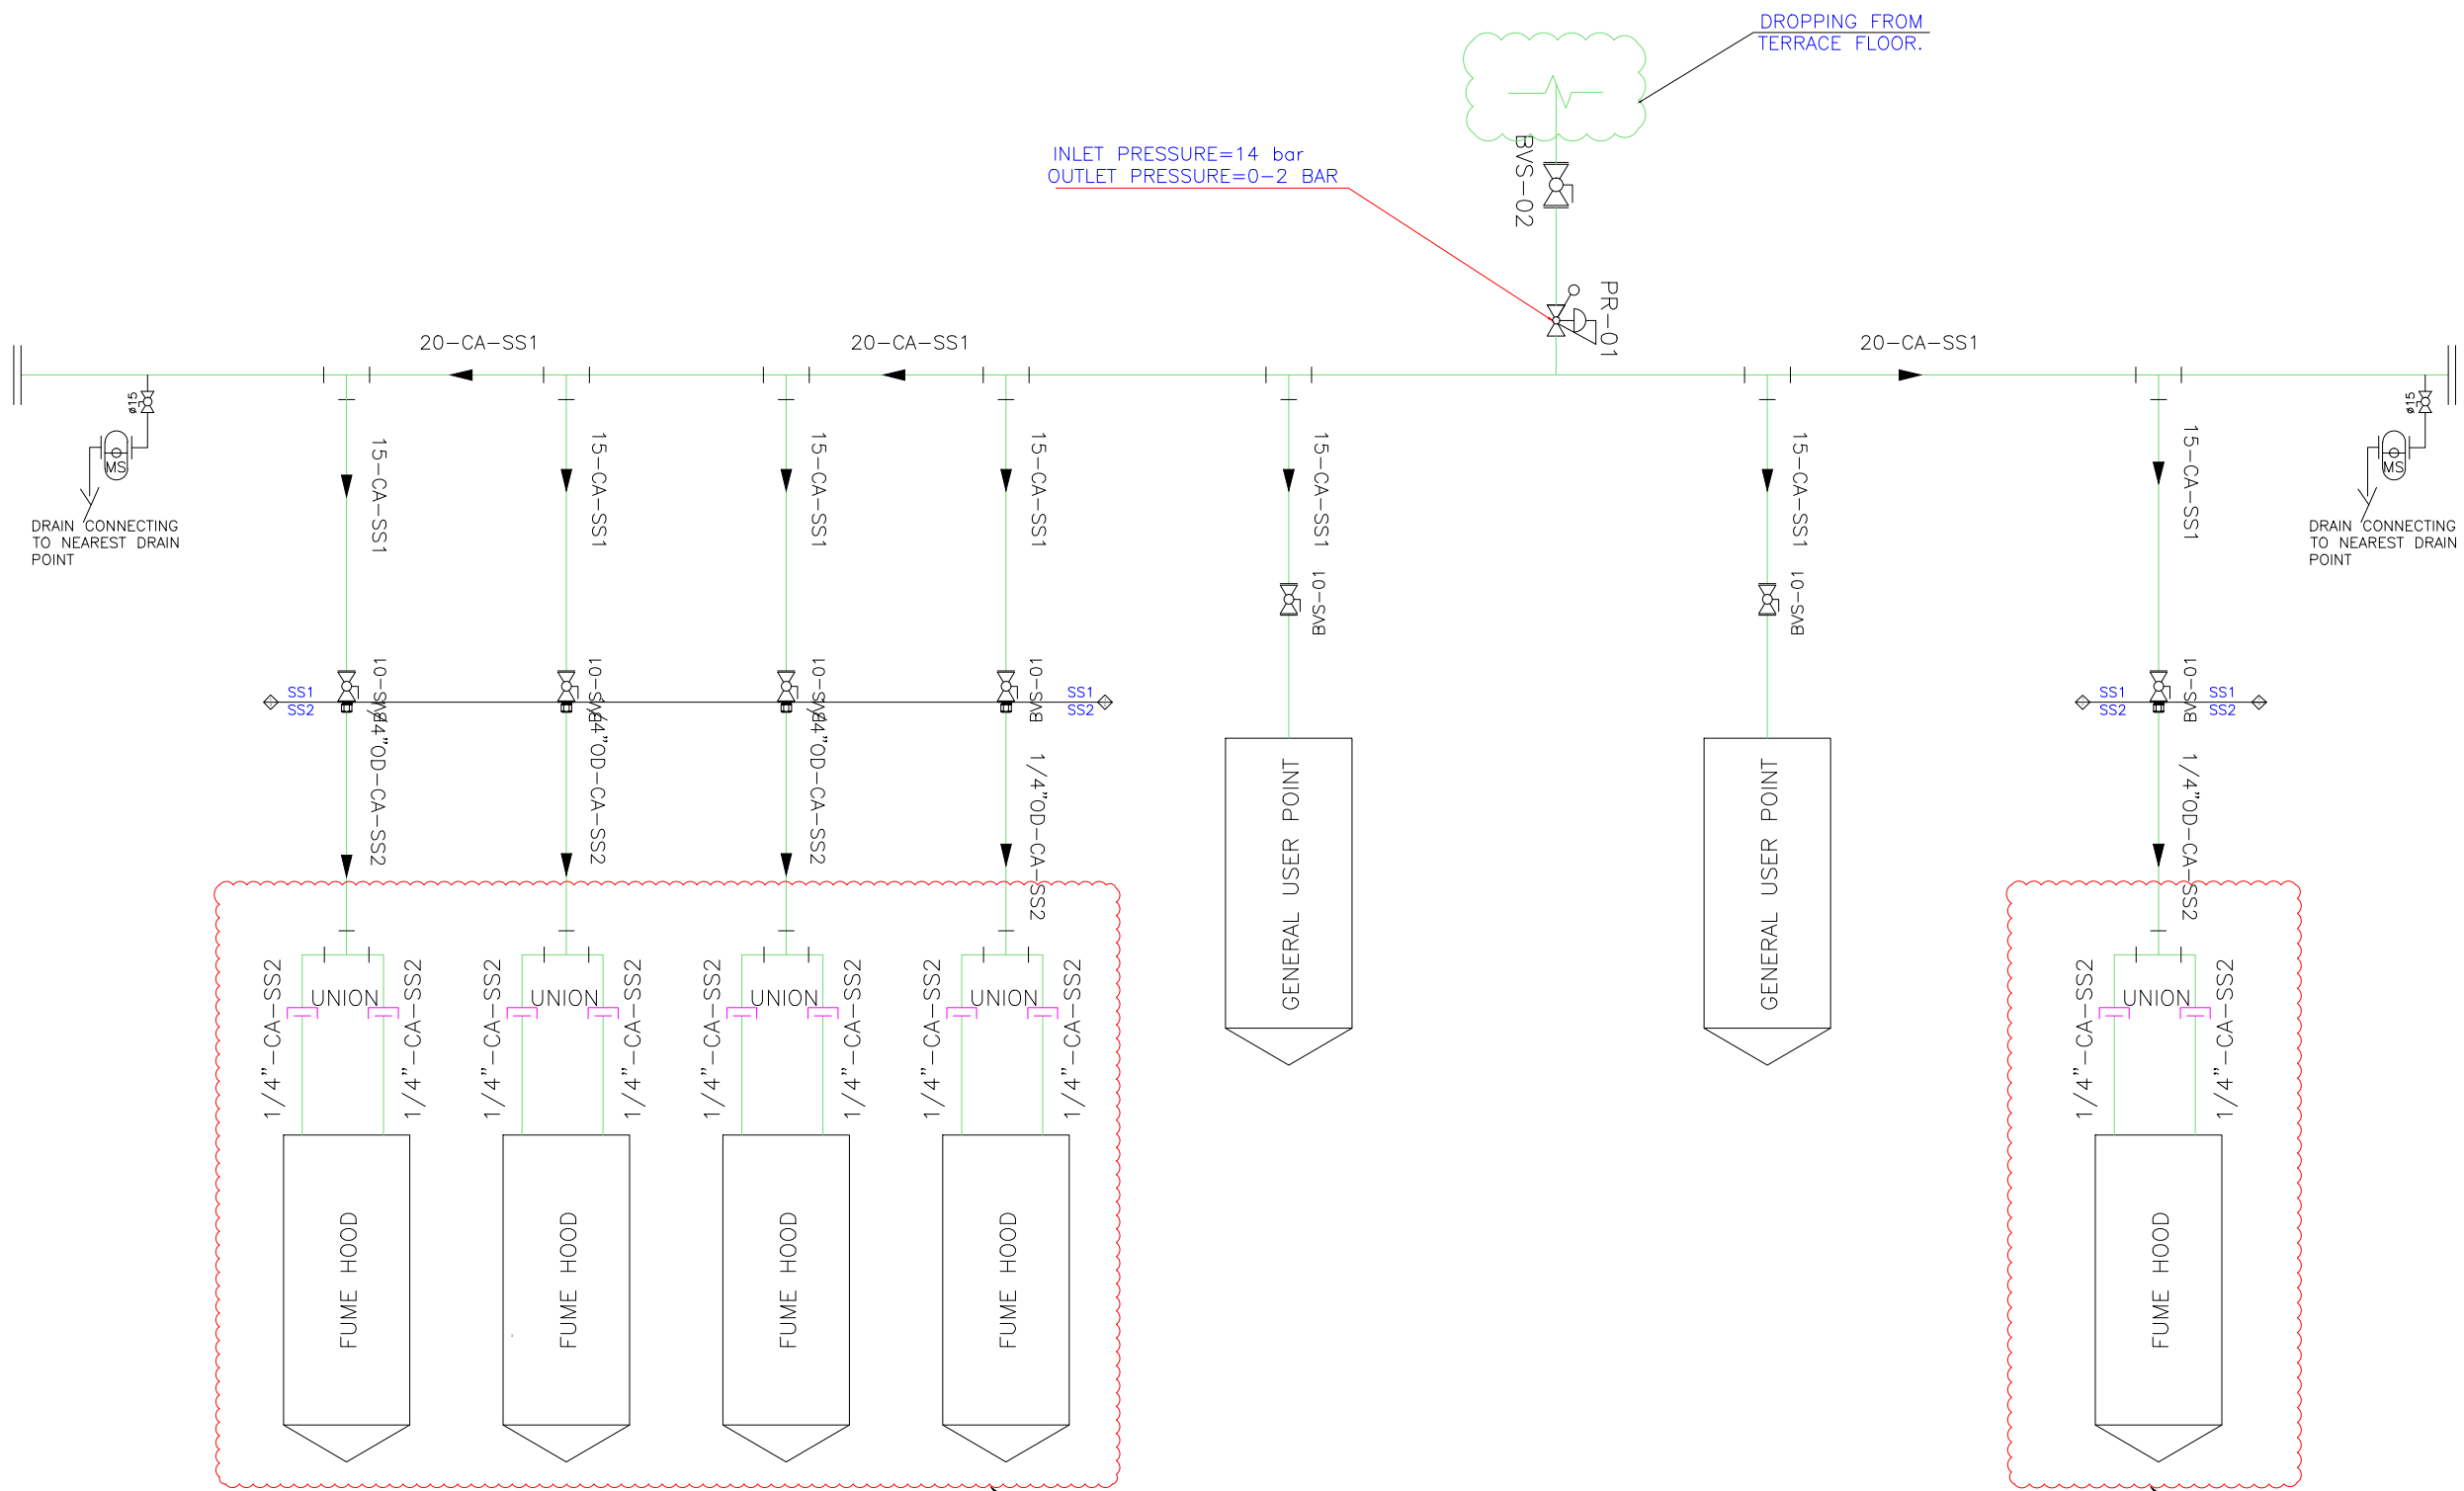 DROPPING FROM
TERRACE FLOOR.
BVS-02
INLET PRESSURE=14 bar
OUTLET PRESSURE=0-2 BAR
PR-01
20-CA-SS1
20-CA-SS1
20-CA-SS1
ø15
MS
DRAIN CONNECTING
TO NEAREST DRAIN
POINT
15-CA-SS1
15-CA-SS1
15-CA-SS1
15-CA-SS1
15-CA-SS1
15-CA-SS1
15-CA-SS1
ø15
MS
DRAIN CONNECTING
TO NEAREST DRAIN
POINT
BVS-01
BVS-01
SS1
SS2
BVS-01
BVS-01
BVS-01
BVS-01
SS1
SS2
SS1
SS2
BVS-01
SS1
SS2
1/4"OD-CA-SS2
1/4"OD-CA-SS2
1/4"OD-CA-SS2
1/4"OD-CA-SS2
1/4"OD-CA-SS2
GENERAL USER POINT
GENERAL USER POINT
1/4"-CA-SS2
UNION
1/4"-CA-SS2
1/4"-CA-SS2
UNION
1/4"-CA-SS2
1/4"-CA-SS2
UNION
1/4"-CA-SS2
1/4"-CA-SS2
UNION
1/4"-CA-SS2
1/4"-CA-SS2
UNION
1/4"-CA-SS2
FUME HOOD
FUME HOOD
FUME HOOD
FUME HOOD
FUME HOOD